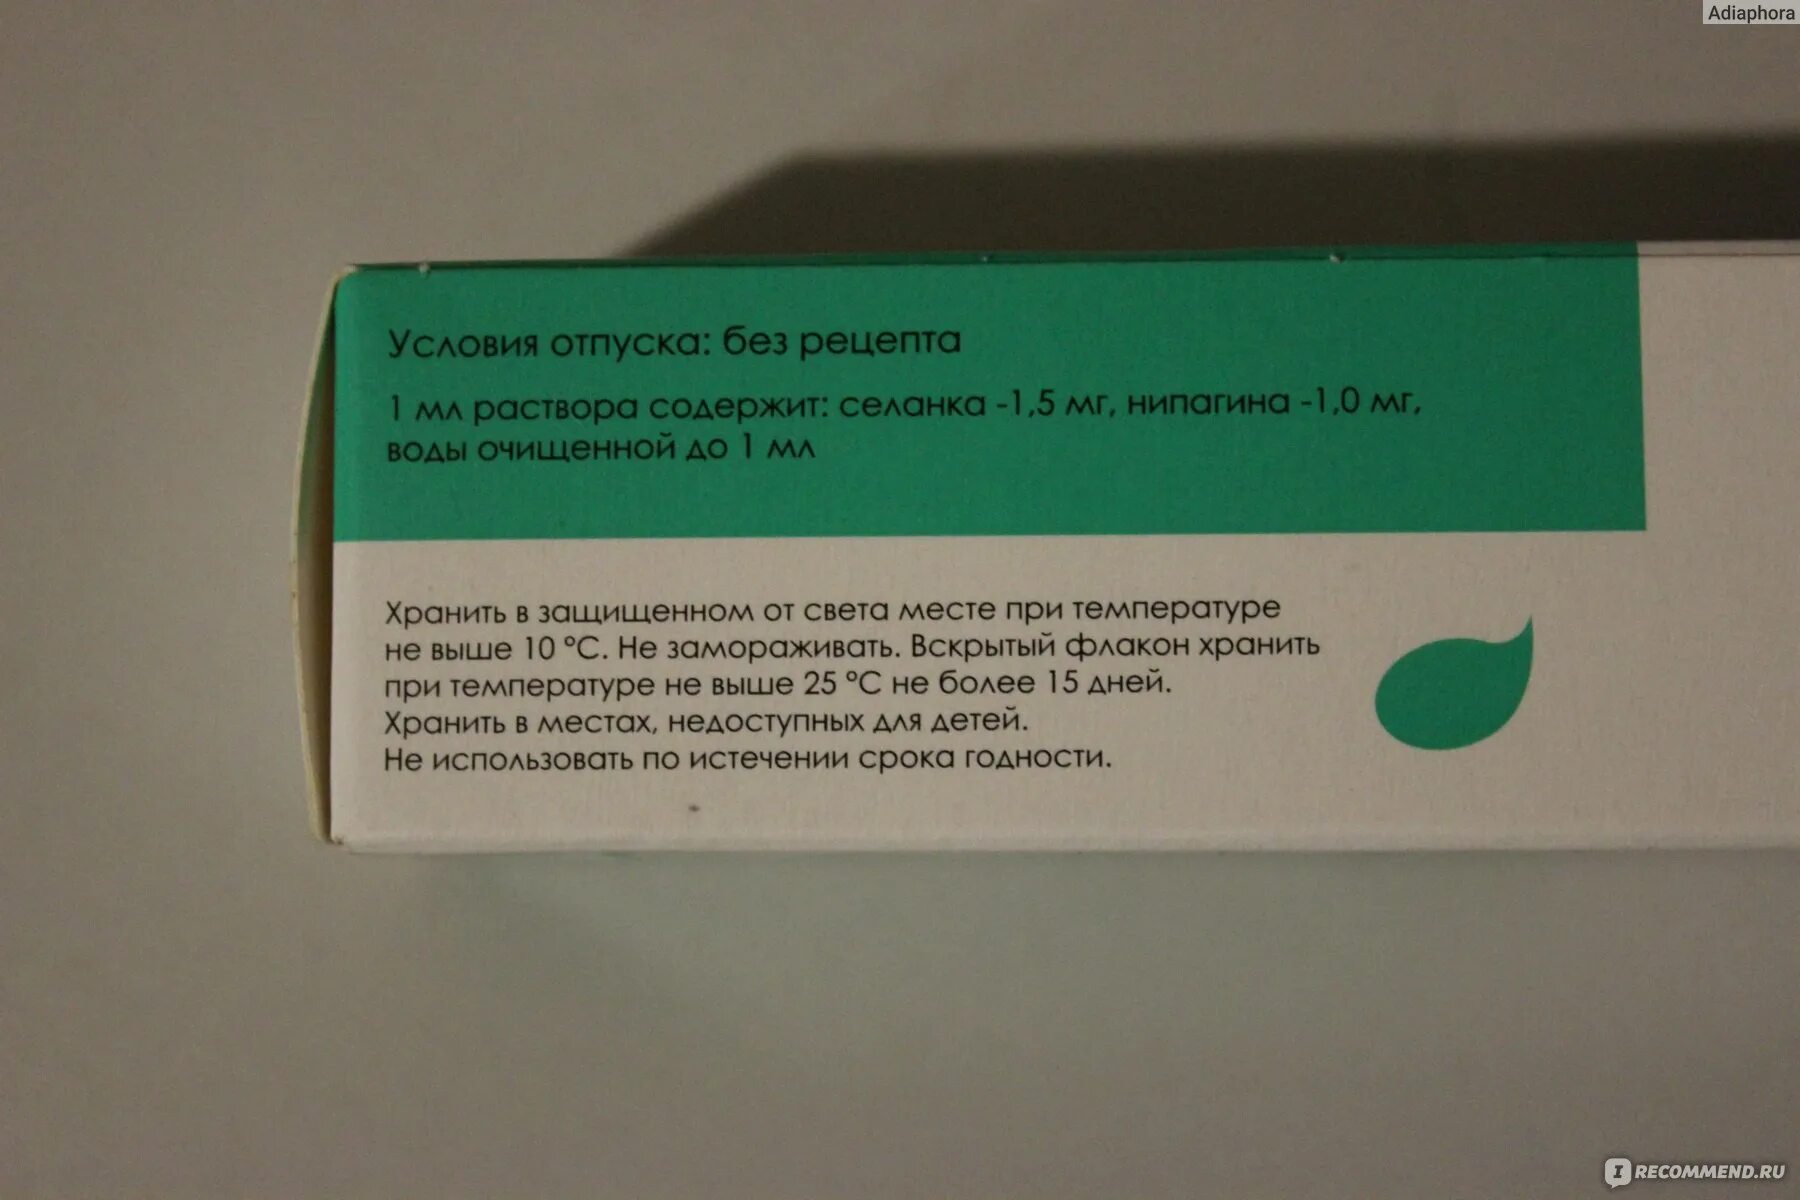 Adiaphora
Условия отпуска: без рецепта
1 мл раствора содержит: селанка -1,5 мг, нипагина -1,0 мг,
воды очищенной до 1 мл
Хранить в защищенном от света месте при температуре
не выше 10 °С. Не замораживать. Вскрытый флакон хранить
при температуре не выше 25 °С не более 15 дней.
Хранить в местах, недоступных для детей.
Не использовать по истечении срока годности.
IRECOMMEND.RU